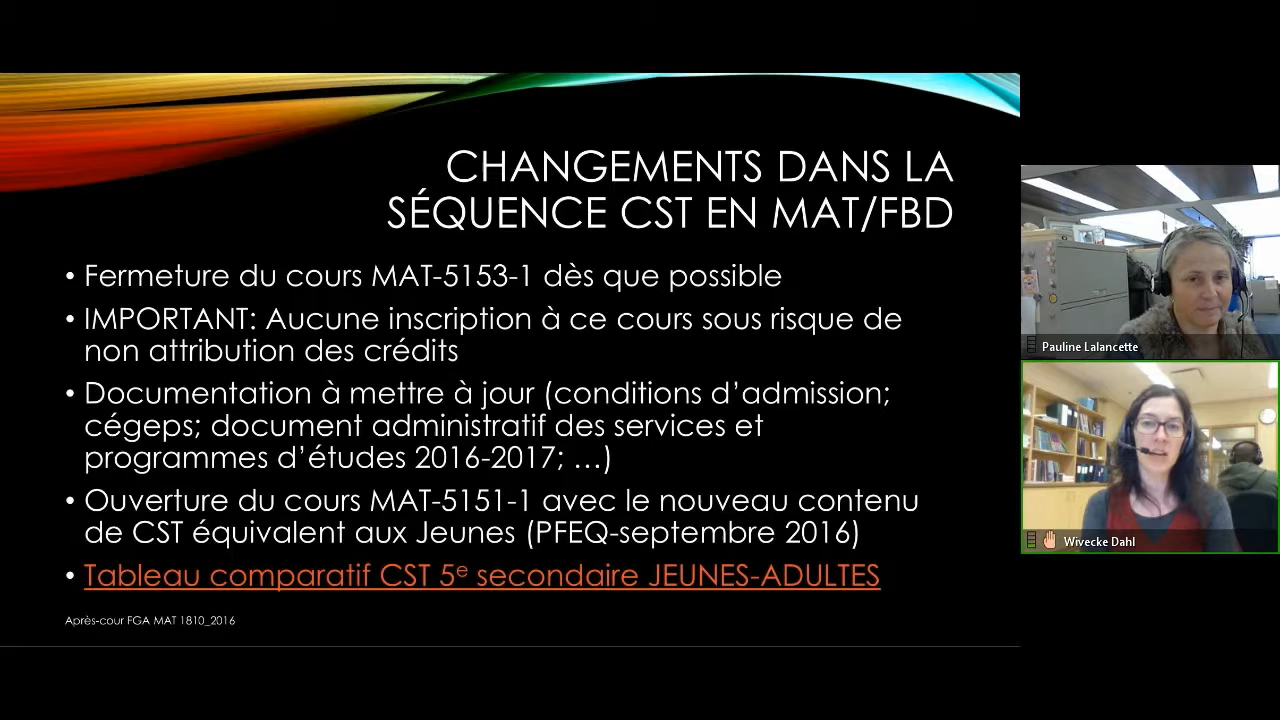 CHANGEMENTS DANS LA
SÉQUENCE CST EN MAT/FBD
• Fermeture du cours MAT-5153-1 dès que possible
• IMPORTANT: Aucune inscription à ce cours sous risque de
non attribution des crédits
• Documentation à mettre à jour (conditions d’admission;
cégeps; document administratif des services et
programmes d’études 2016-2017; …)
• Ouverture du cours MAT-5151-1 avec le nouveau contenu
de CST équivalent aux Jeunes (PFEQ-septembre 2016)
• Tableau comparatif CST 5e secondaire JEUNES-ADULTES
Après-cour FGA MAT 1810_2016
Pauline Lalancette
Wivecke Dahl